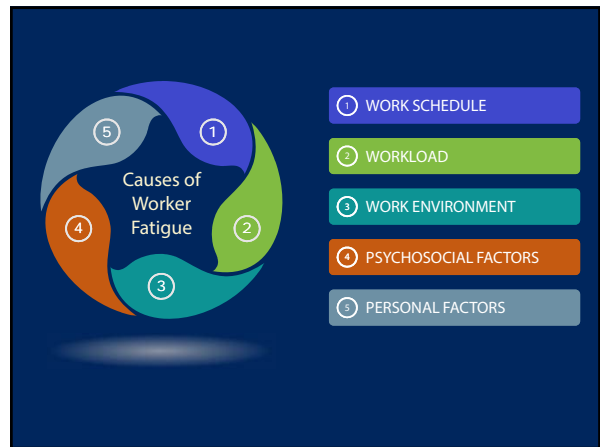 Causes of
Worker
Fatigue
1
2
3
4
5
1 WORK SCHEDULE
2 WORKLOAD
3 WORK ENVIRONMENT
4 PSYCHOSOCIAL FACTORS
5 PERSONAL FACTORS